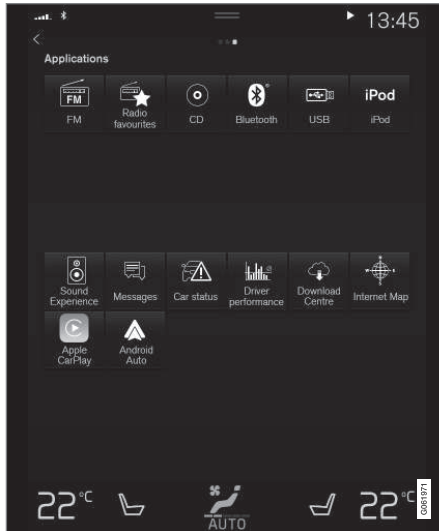 13:45
Applications
FM
FM
Radio
favourites
CD
Bluetooth
USB
iPod
iPod
Sound
Experience
Messages
Car status
Driver
performance
Download
Centre
Internet Map
Apple
CarPlay
Android
Auto
22°C
AUTO
22°C
G061971